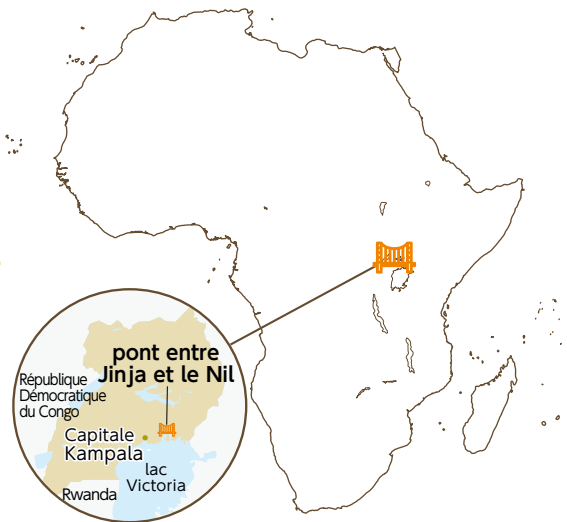 pont entre
Jinja et le Nil
République
Démocratique
du Congo
Capitale
Kampala
lac
Victoria
Rwanda